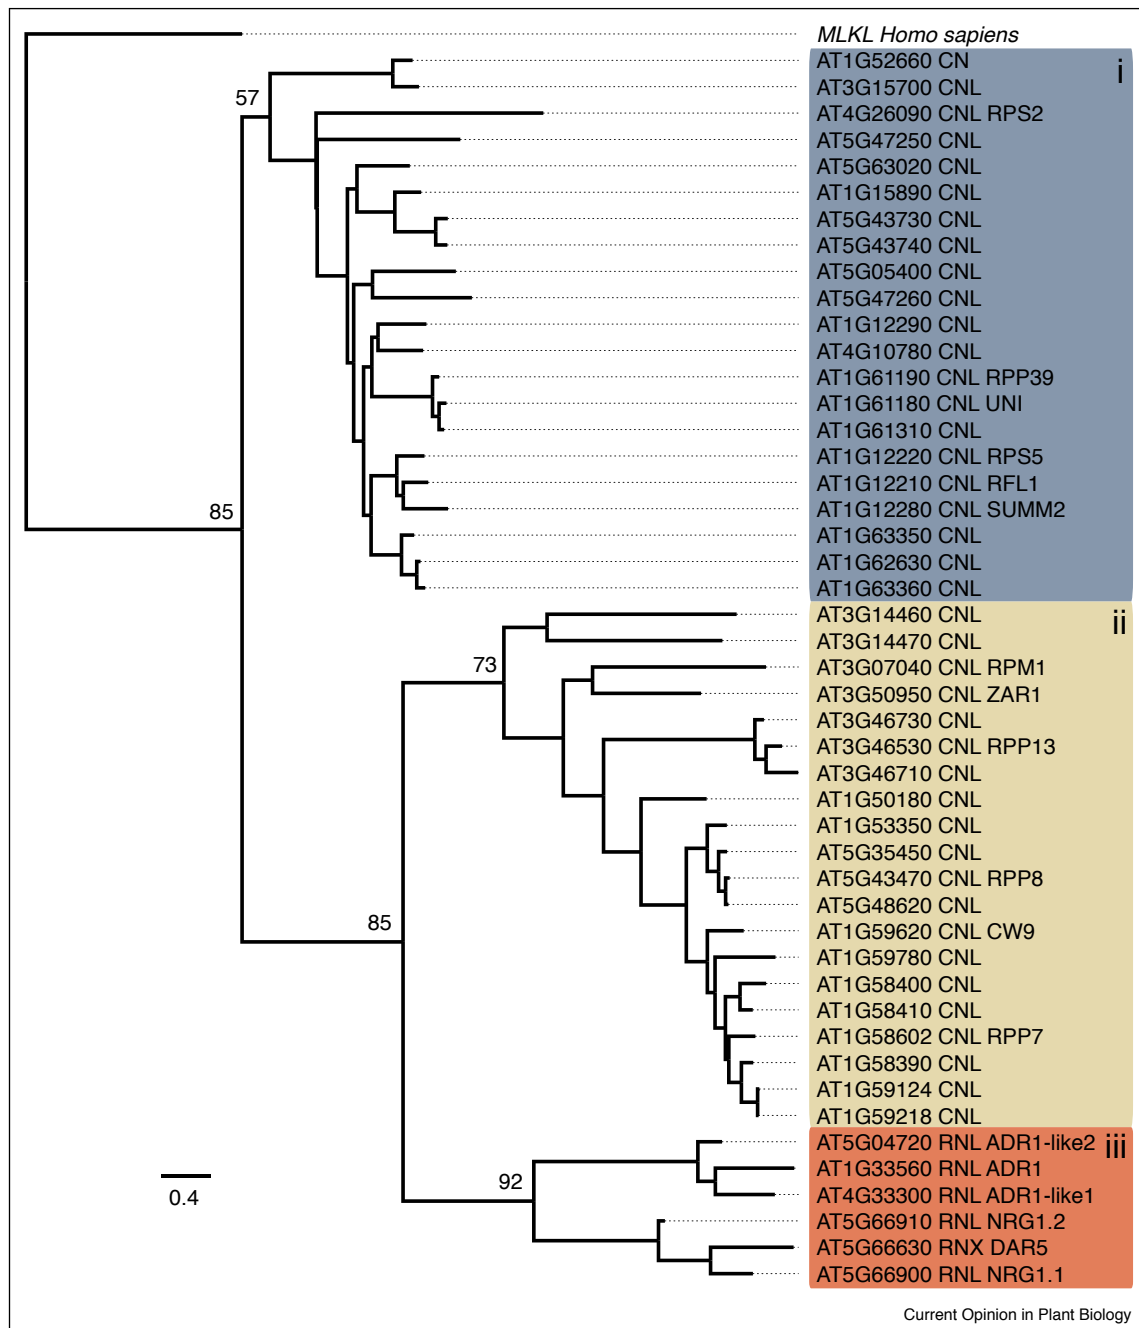 MLKL Homo sapiens
AT1G52660 CN
i
AT3G15700 CNL
57
AT4G26090 CNL RPS2
AT5G47250 CNL
AT5G63020 CNL
AT1G15890 CNL
AT5G43730 CNL
AT5G43740 CNL
AT5G05400 CNL
AT5G47260 CNL
AT1G12290 CNL
AT4G10780 CNL
AT1G61190 CNL RPP39
AT1G61180 CNL UNI
AT1G61310 CNL
AT1G12220 CNL RPS5
AT1G12210 CNL RFL1
AT1G12280 CNL SUMM2
85
AT1G63350 CNL
AT1G62630 CNL
AT1G63360 CNL
AT3G14460 CNL
ii
AT3G14470 CNL
73
AT3G07040 CNL RPM1
AT3G50950 CNL ZAR1
AT3G46730 CNL
AT3G46530 CNL RPP13
AT3G46710 CNL
AT1G50180 CNL
AT1G53350 CNL
AT5G35450 CNL
AT5G43470 CNL RPP8
AT5G48620 CNL
85
AT1G59620 CNL CW9
AT1G59780 CNL
AT1G58400 CNL
AT1G58410 CNL
AT1G58602 CNL RPP7
AT1G58390 CNL
AT1G59124 CNL
AT1G59218 CNL
AT5G04720 RNL ADR1-like2
iii
AT1G33560 RNL ADR1
92
AT4G33300 RNL ADR1-like1
0.4
AT5G66910 RNL NRG1.2
AT5G66630 RNX DAR5
AT5G66900 RNL NRG1.1
Current Opinion in Plant Biology